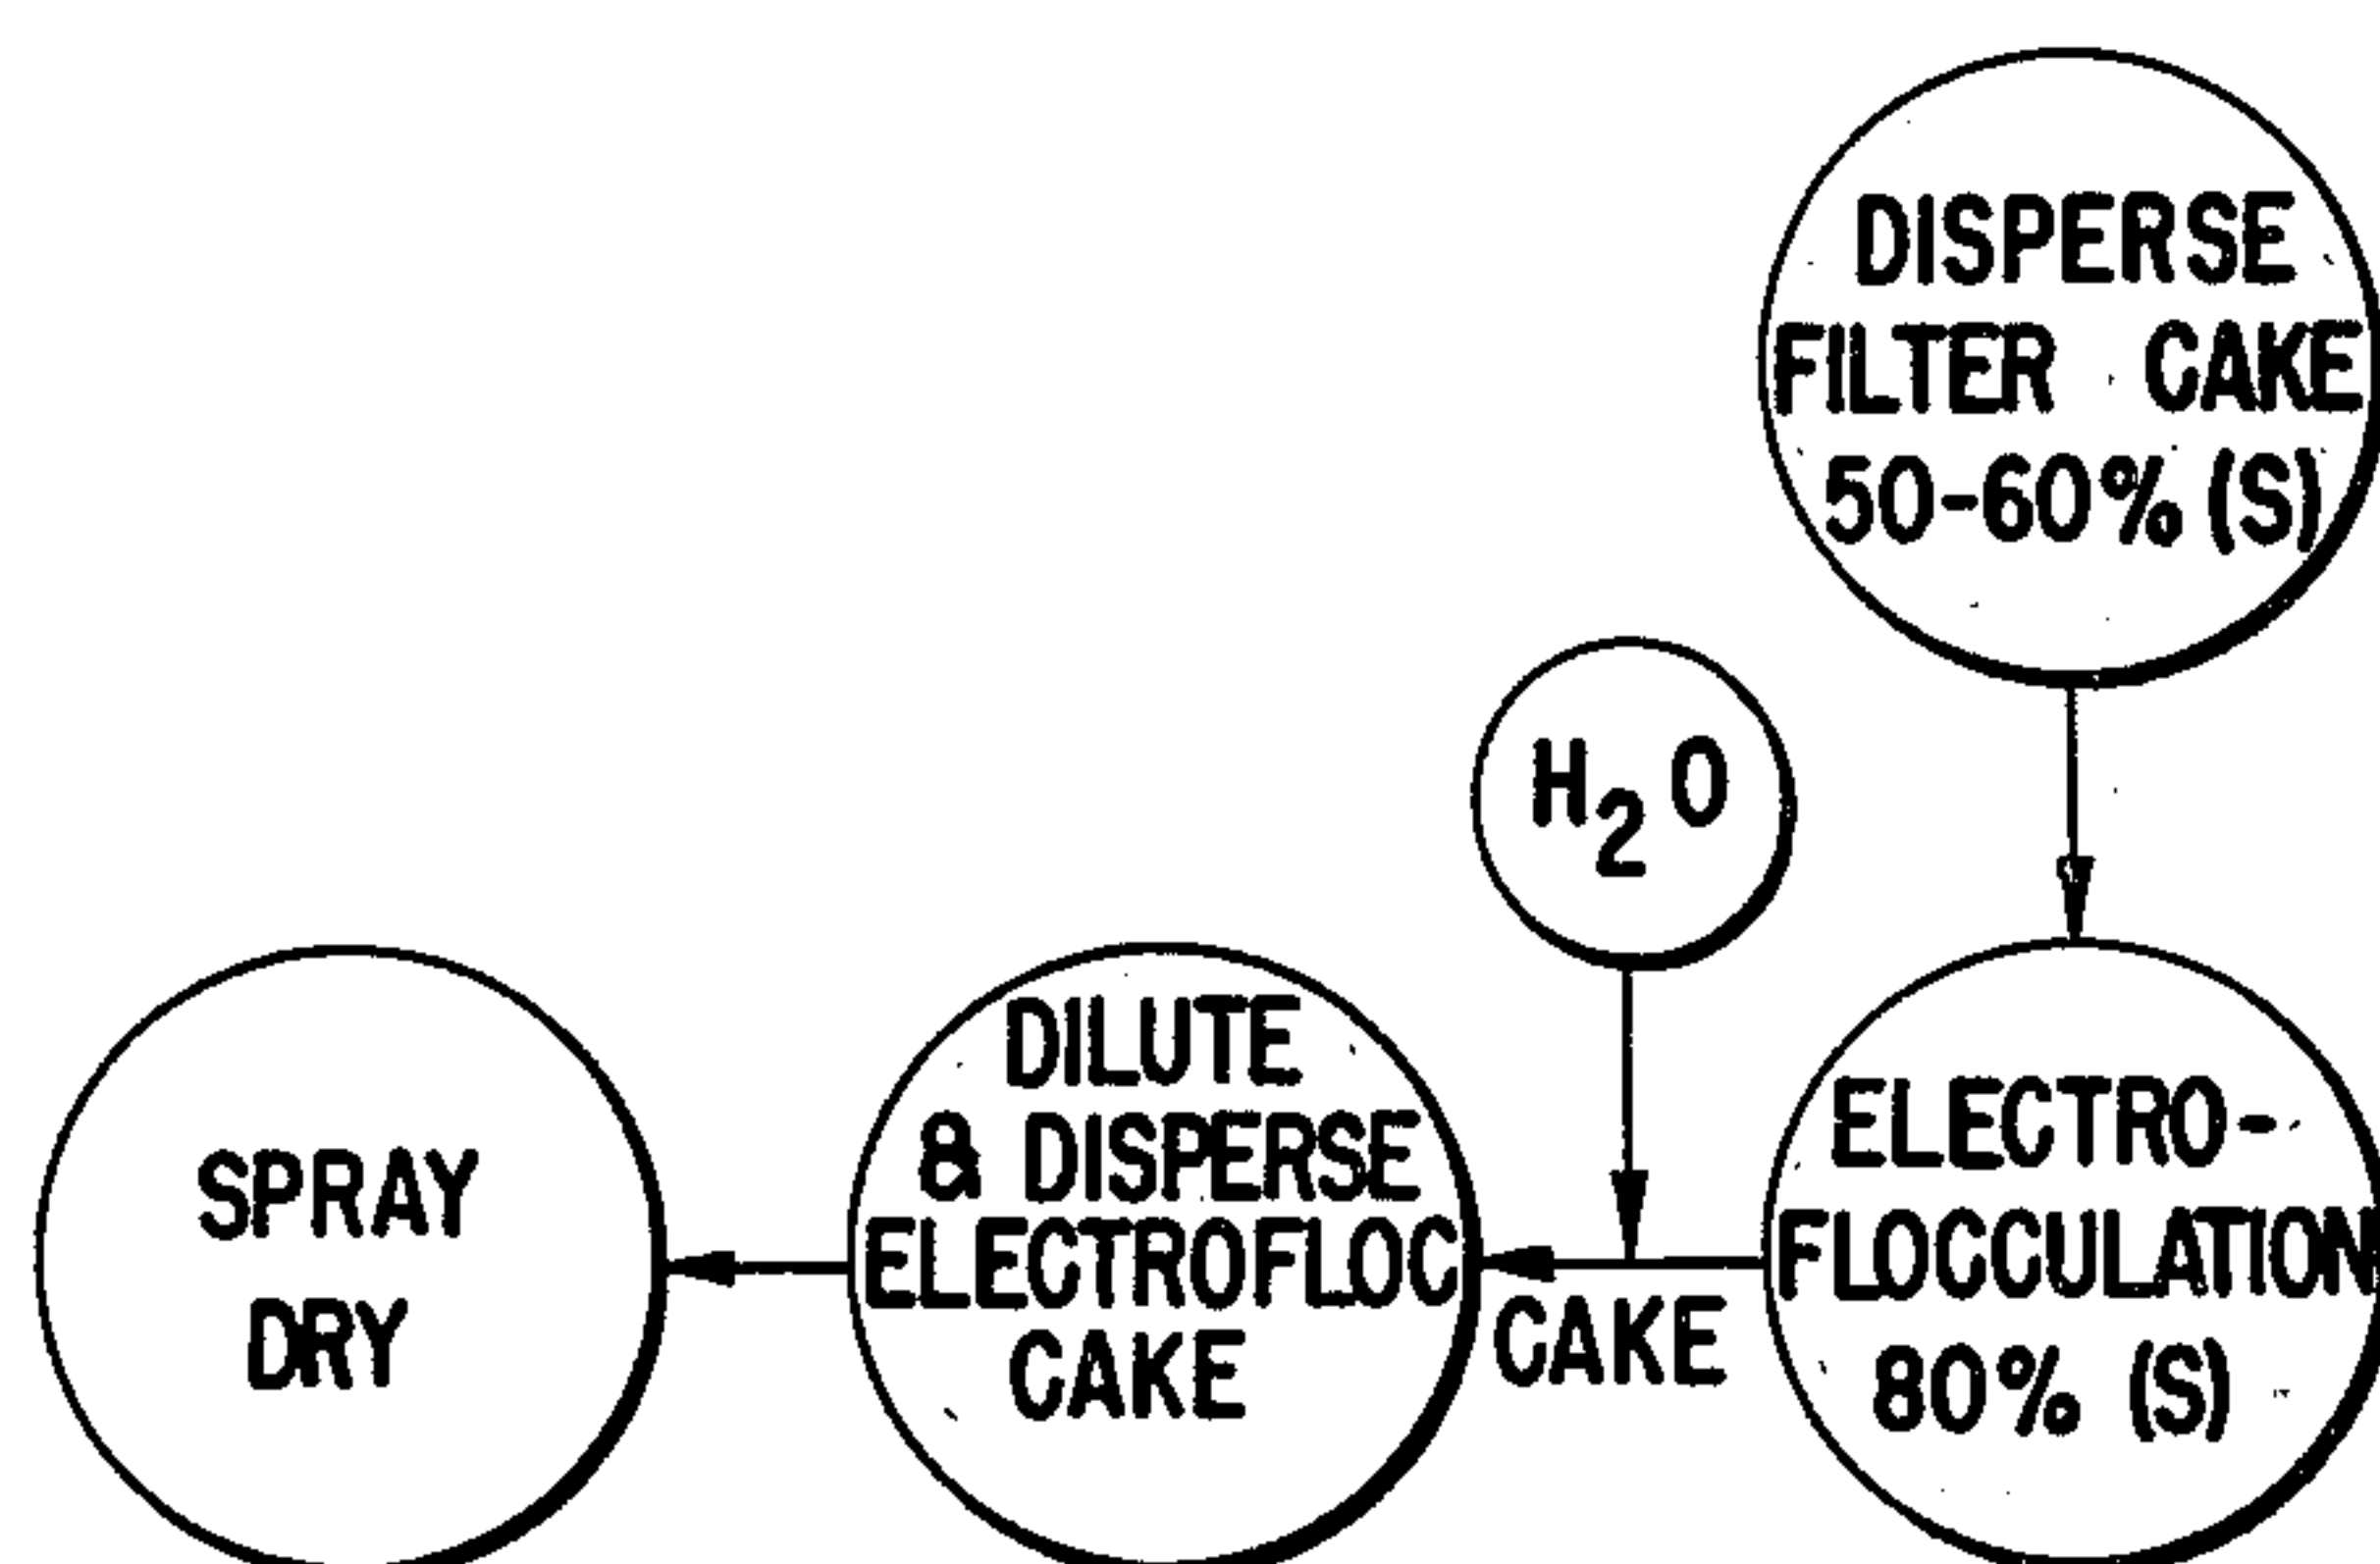 DISPERSE
FILTER CAKE
50-60% (S)
H₂O
SPRAY
DRY
DILUTE
& DISPERSE
ELECTROFLOC
CAKE
CAKE
ELECTRO-
FLOCCULATION
80% (S)